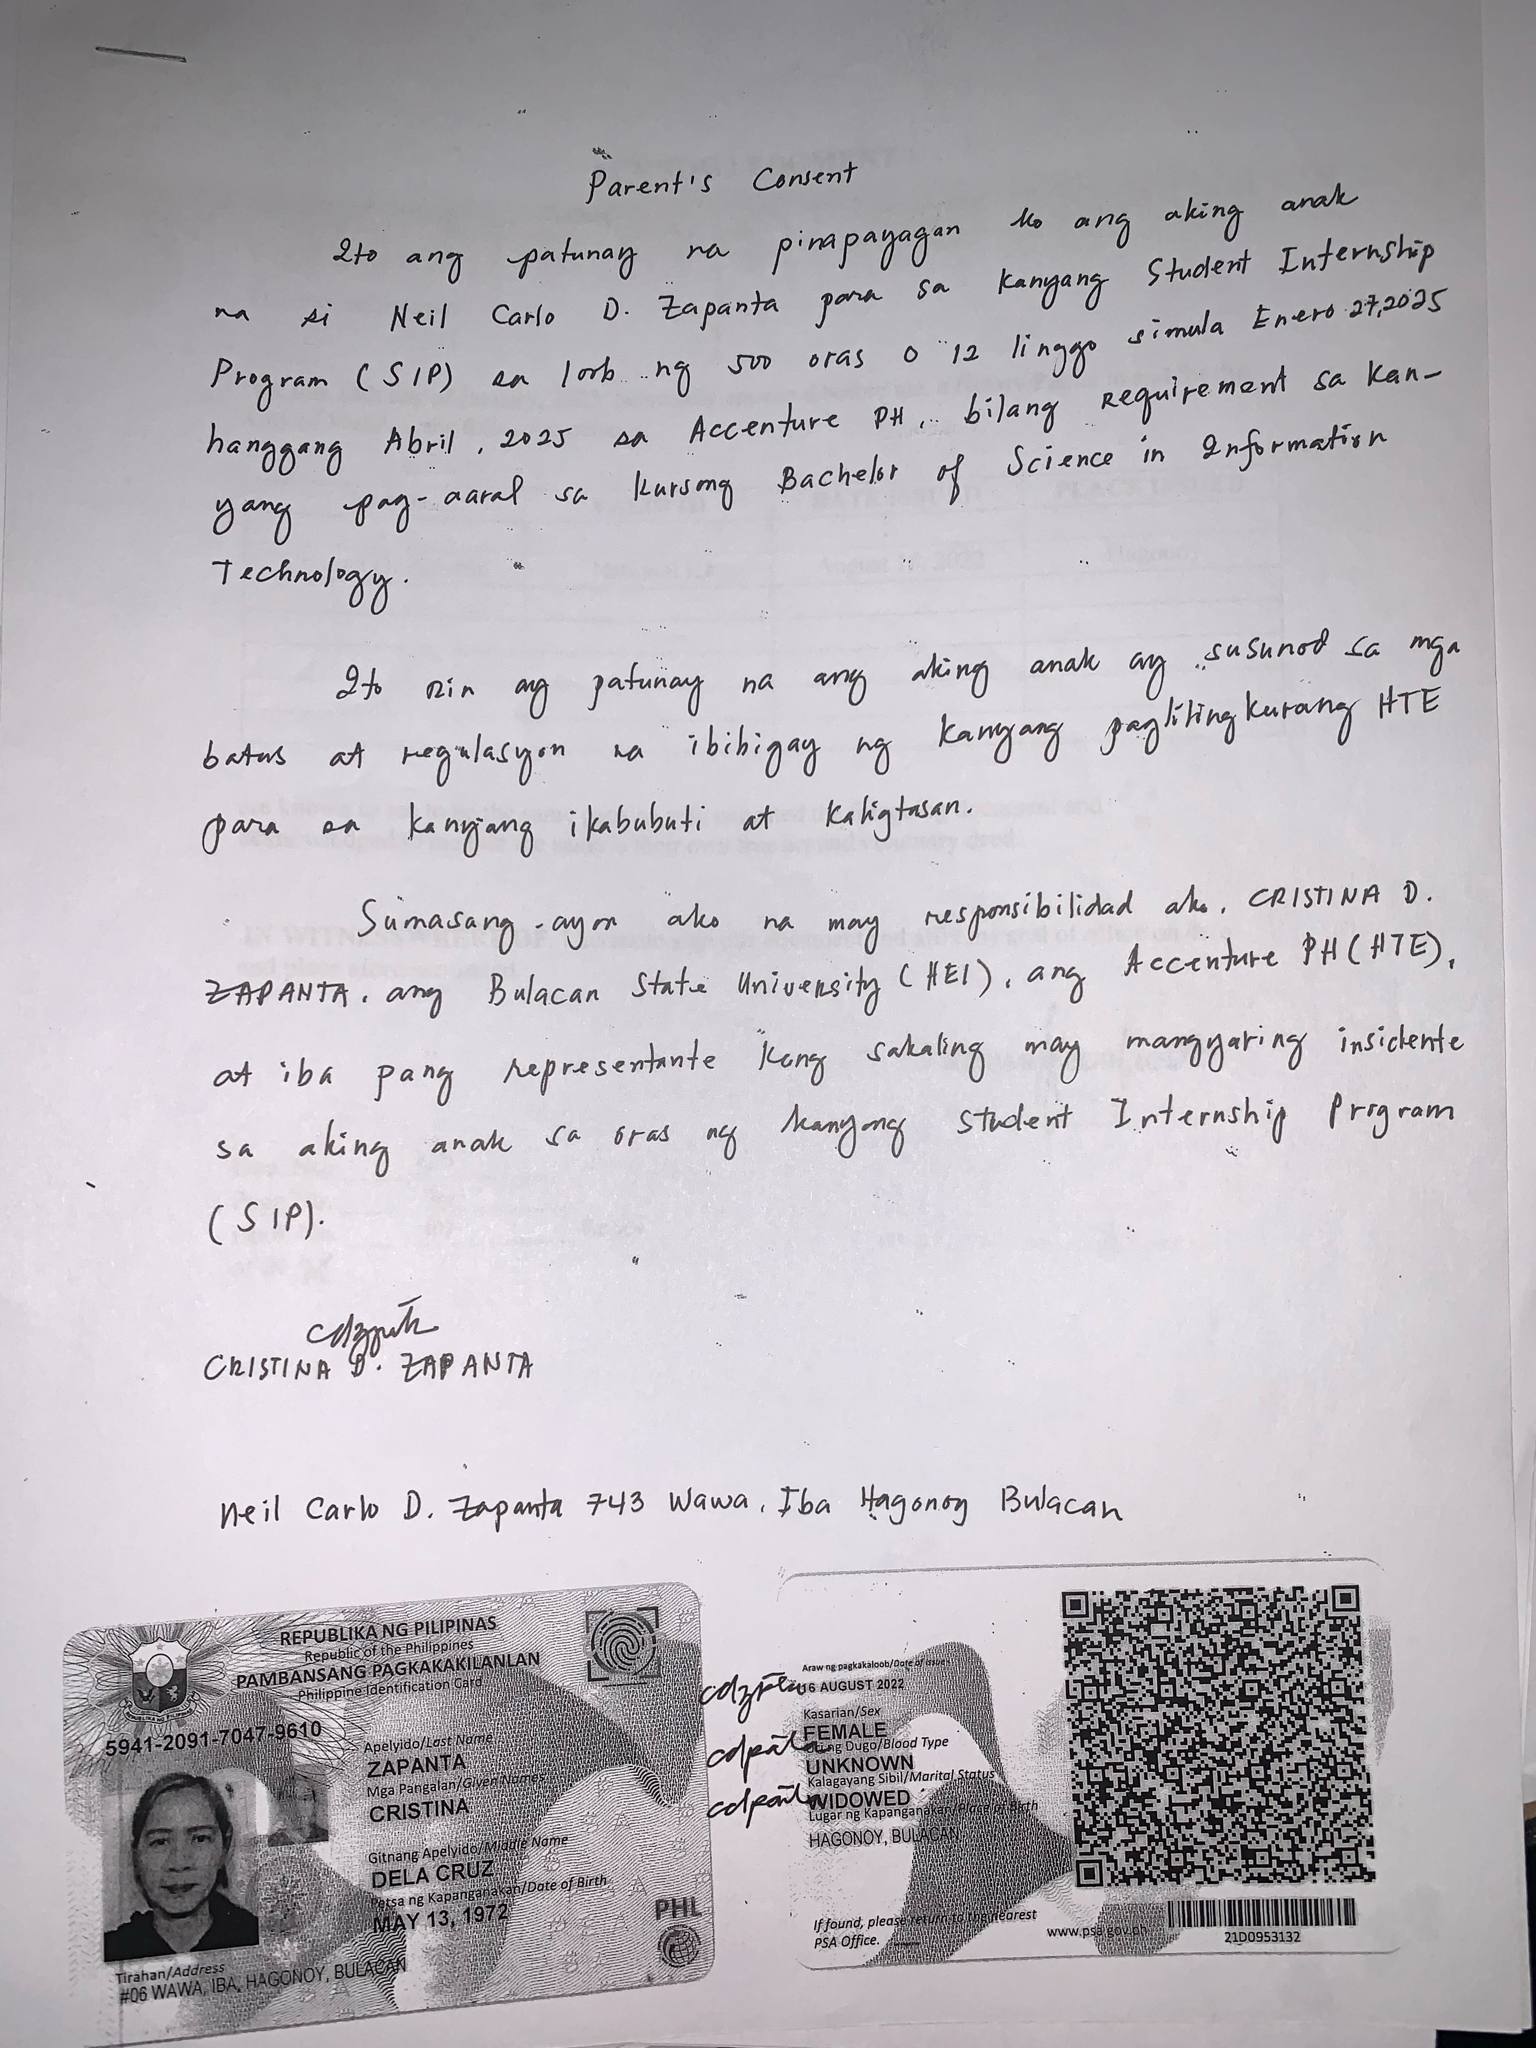 Parent's Consent
Ito ang patunay na pinapayagan ko ang aking anak
na si Neil Carlo D. Zapanta para sa kanyang Student Internship
Program (SIP) sa loob ng 500 oras o 12 linggo simula Enero 27, 2025
hanggang Abril, 2025 sa Accenture PH, bilang requirement sa kan-
yang pag-aaral sa kursong Bachelor of Science in Information
Technology.
Ito rin ay patunay na ang aking anak ay susunod sa mga
batas at regulasyon na ibibigay ng kanyang paglilingkurang HTE
para sa kanyang ikabubuti at kaligtasan.
Sumasang-ayon ako na may responsibilidad ako, CRISTINA D.
ZAPANTA, ang Bulacan State University (HEI), ang Accenture PH (HTE),
at iba pang representante kung sakaling may mangyaring insidente
sa aking anak sa oras ng kanyang Student Internship Program
(SIP).
CRISTINA D. ZAPANTA
Neil Carlo D. Zapanta 743 Wawa, Iba Hagonoy Bulacan
REPUBLIKA NG PILIPINAS
Republic of the Philippines
PAMBANSANG PAGKAKAKILANLAN
Philippine Identification Card
5941-2091-7047-9610
Apelyido/Last Name
ZAPANTA
Mga Pangalan/Given Names
CRISTINA
Gitnang Apelyido/Middle Name
DELA CRUZ
Petsa ng Kapanganakan/Date of Birth
MAY 13, 1972
PHL
Tirahan/Address
#06 WAWA, IBA, HAGONOY, BULACAN
Araw ng pagkakaloob/Date of issue
16 AUGUST 2022
Kasarian/Sex
FEMALE
Uri ng Dugo/Blood Type
UNKNOWN
Kalagayang Sibil/Marital Status
WIDOWED
Lugar ng Kapanganakan/Place of Birth
HAGONOY, BULACAN
If found, please return to the nearest
PSA Office.
www.psa.gov.ph
21D0953132